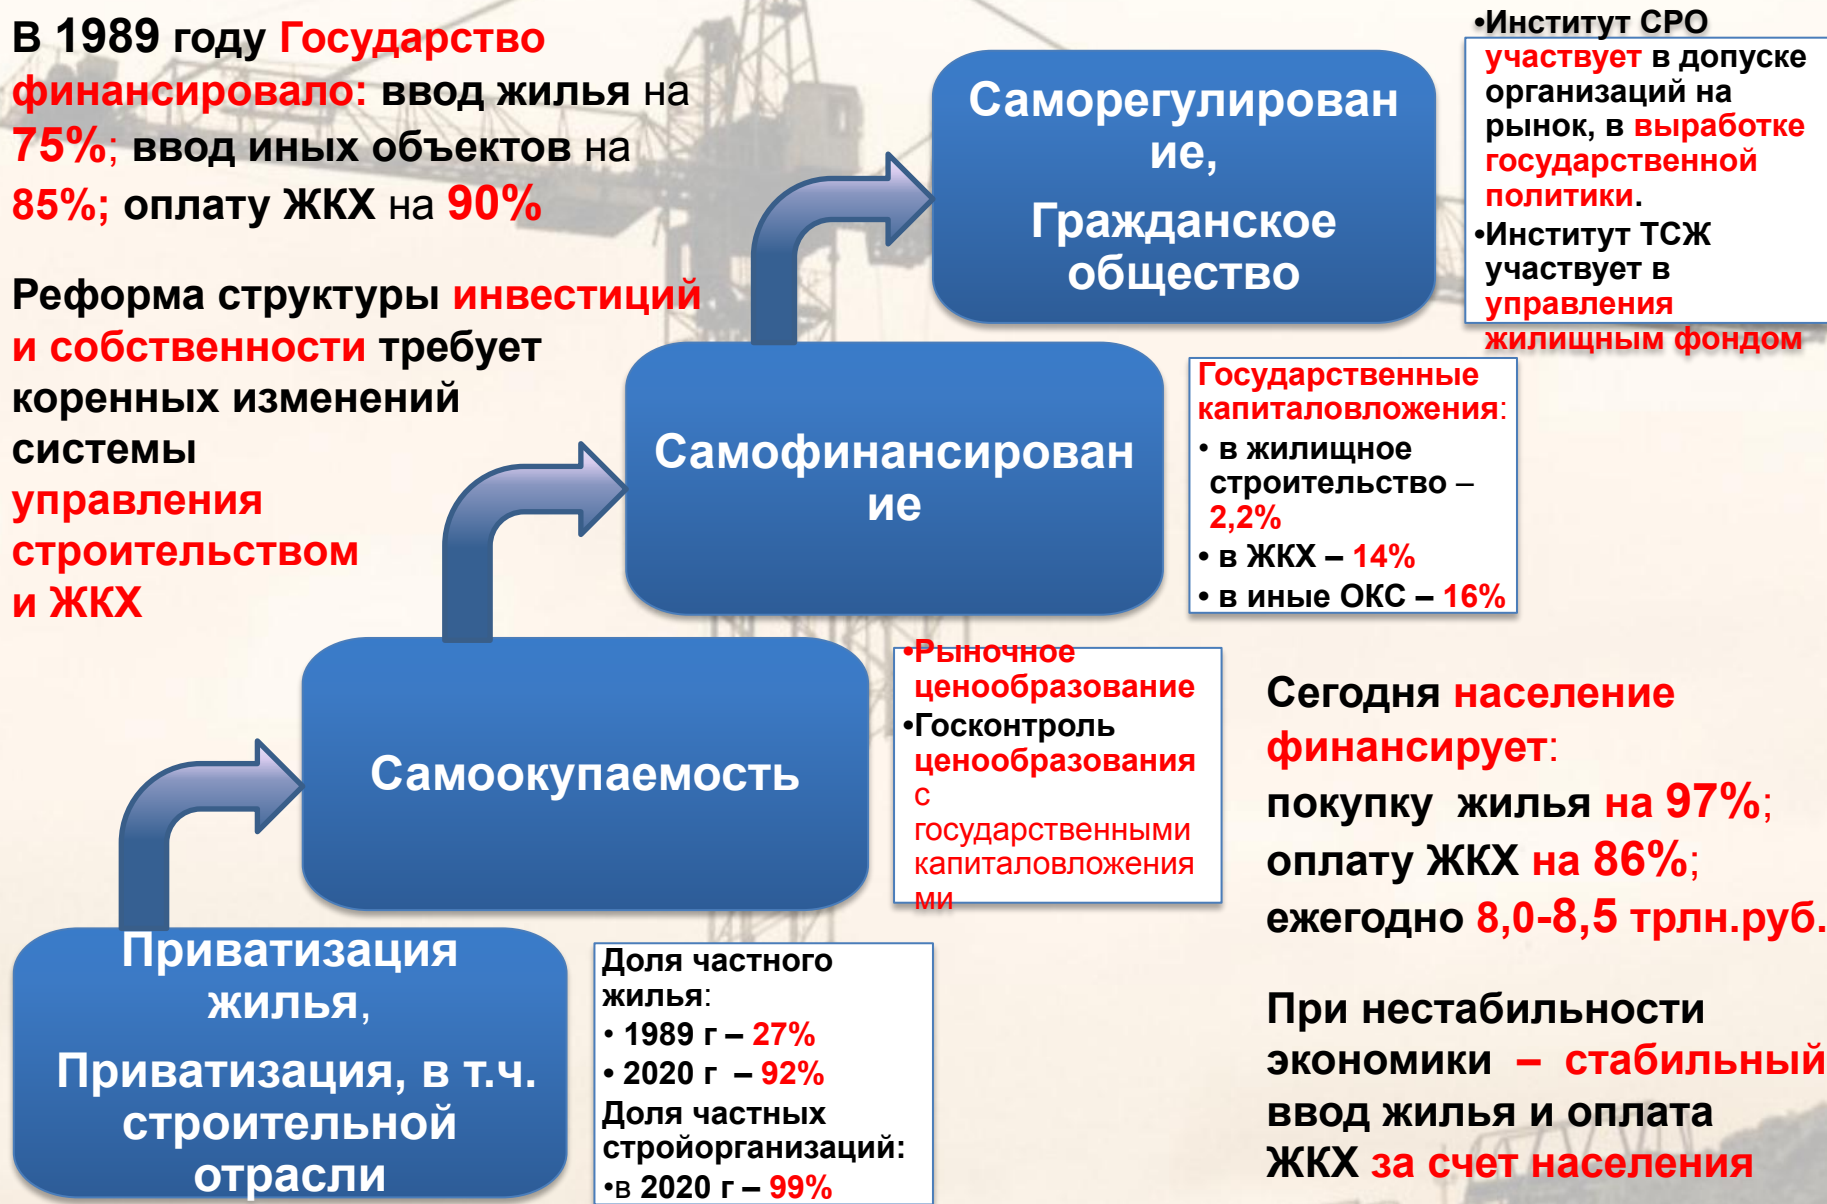 В 1989 году Государство
финансировало: ввод жилья на
75%; ввод иных объектов на
85%; оплату ЖКХ на 90%
Реформа структуры инвестиций
и собственности требует
коренных изменений
системы
управления
строительством
и ЖКХ
Саморегулирован
ие,
Гражданское
общество
•Институт СРО
участвует в допуске
организаций на
рынок, в выработке
государственной
политики.
•Институт ТСЖ
участвует в
управления
жилищным фондом
Самофинансирован
ие
Государственные
капиталовложения:
• в жилищное
строительство –
2,2%
• в ЖКХ – 14%
• в иные ОКС – 16%
Самоокупаемость
•Рыночное
ценообразование
•Госконтроль
ценообразования
с
государственными
капиталовложения
ми
Приватизация
жилья,
Приватизация, в т.ч.
строительной
отрасли
Доля частного
жилья:
• 1989 г – 27%
• 2020 г – 92%
Доля частных
стройорганизаций:
•в 2020 г – 99%
Сегодня население
финансирует:
покупку жилья на 97%;
оплату ЖКХ на 86%;
ежегодно 8,0-8,5 трлн.руб.
При нестабильности
экономики – стабильный
ввод жилья и оплата
ЖКХ за счет населения